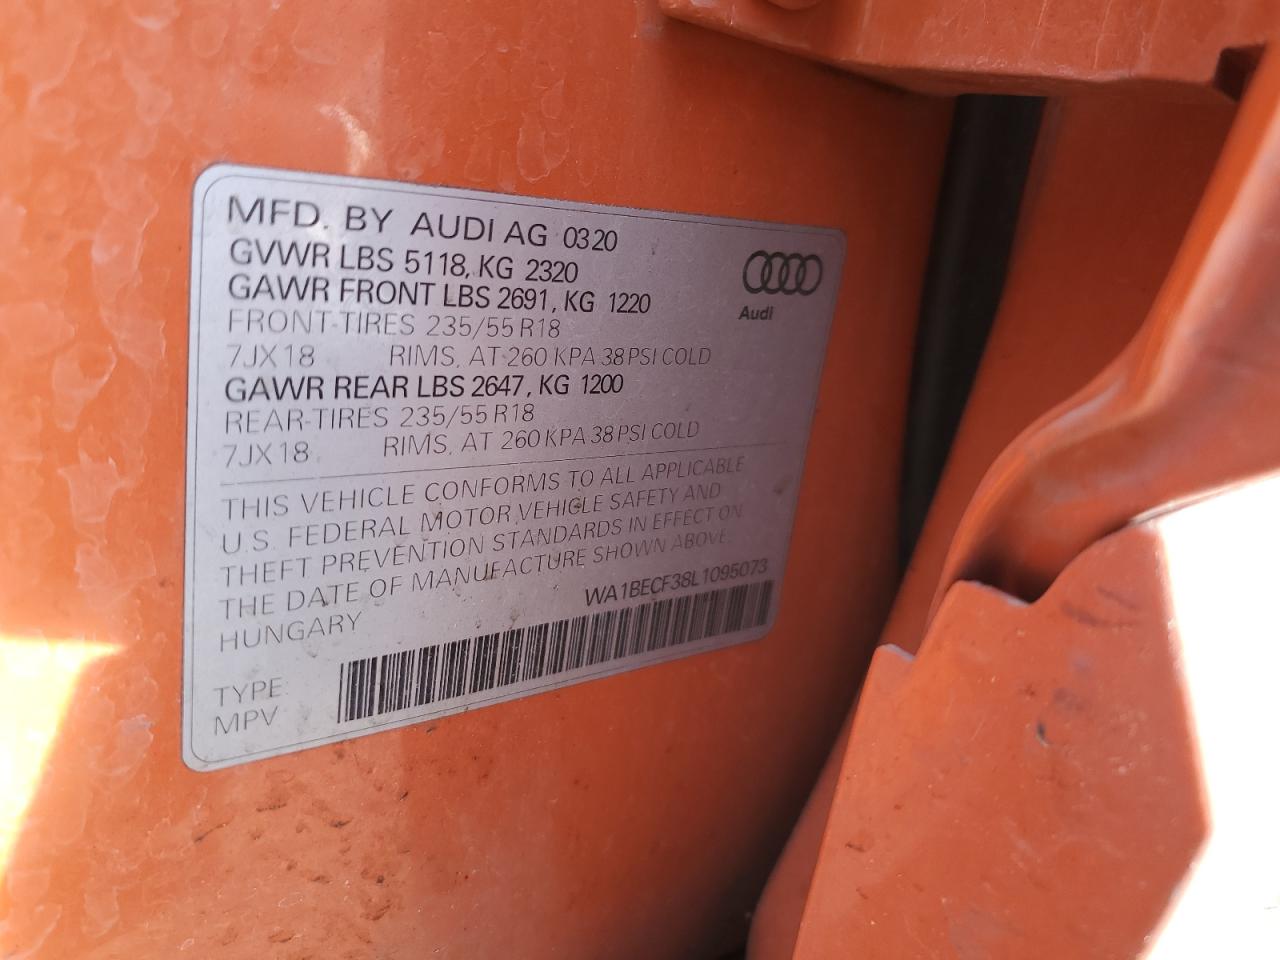 MFD. BY AUDI AG 0320
GVWR LBS 5118, KG 2320
GAWR FRONT LBS 2691, KG 1220
FRONT-TIRES 235/55 R18
7JX18 RIMS, AT 260 KPA 38 PSI COLD
GAWR REAR LBS 2647, KG 1200
REAR-TIRES 235/55 R18
7JX18 RIMS, AT 260 KPA 38 PSI COLD
Audi
THIS VEHICLE CONFORMS TO ALL APPLICABLE
U.S. FEDERAL MOTOR VEHICLE SAFETY AND
THEFT PREVENTION STANDARDS IN EFFECT ON
THE DATE OF MANUFACTURE SHOWN ABOVE.
HUNGARY
WA1BECF38L1095073
TYPE:
MPV